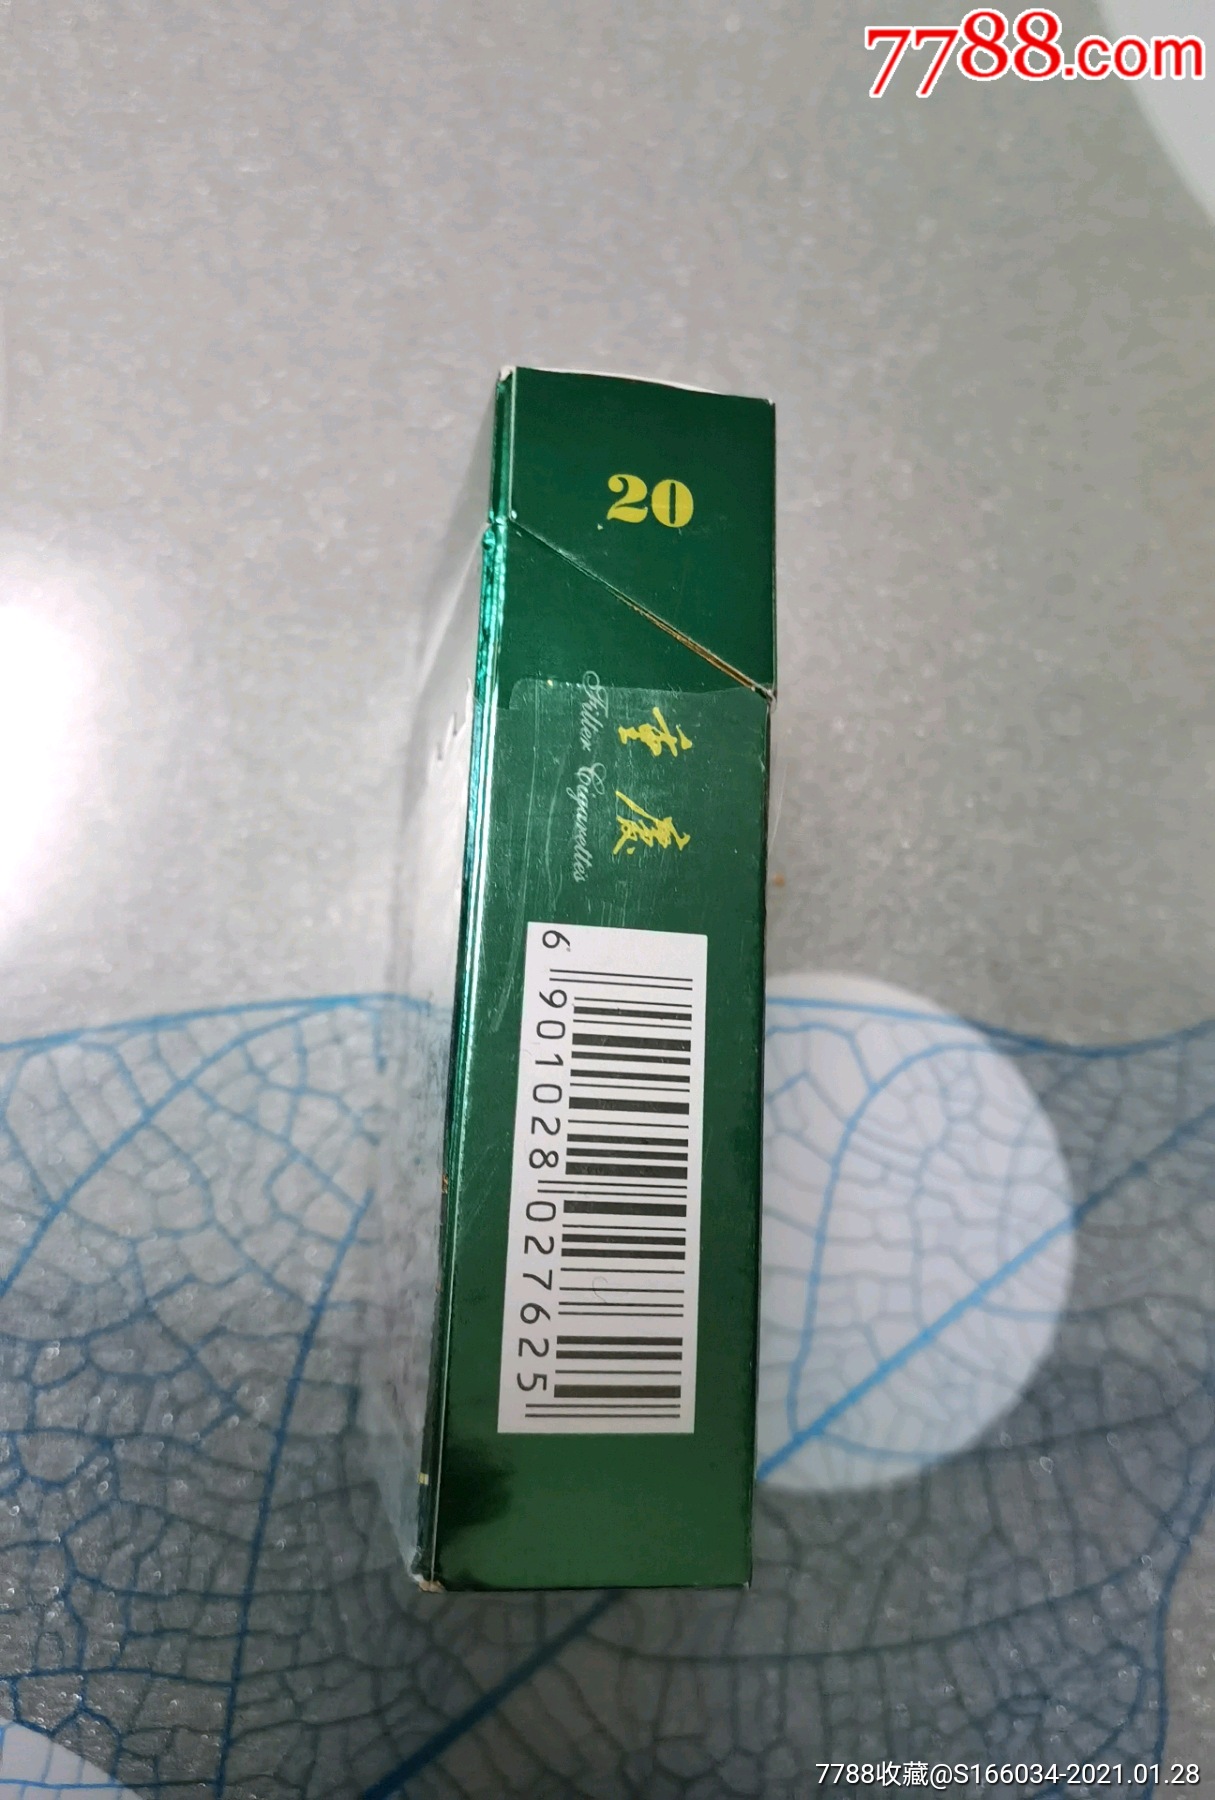 7788.com
20
重庆
Filter Cigarettes
6 901028 027625
7788收藏@S166034-2021.01.28